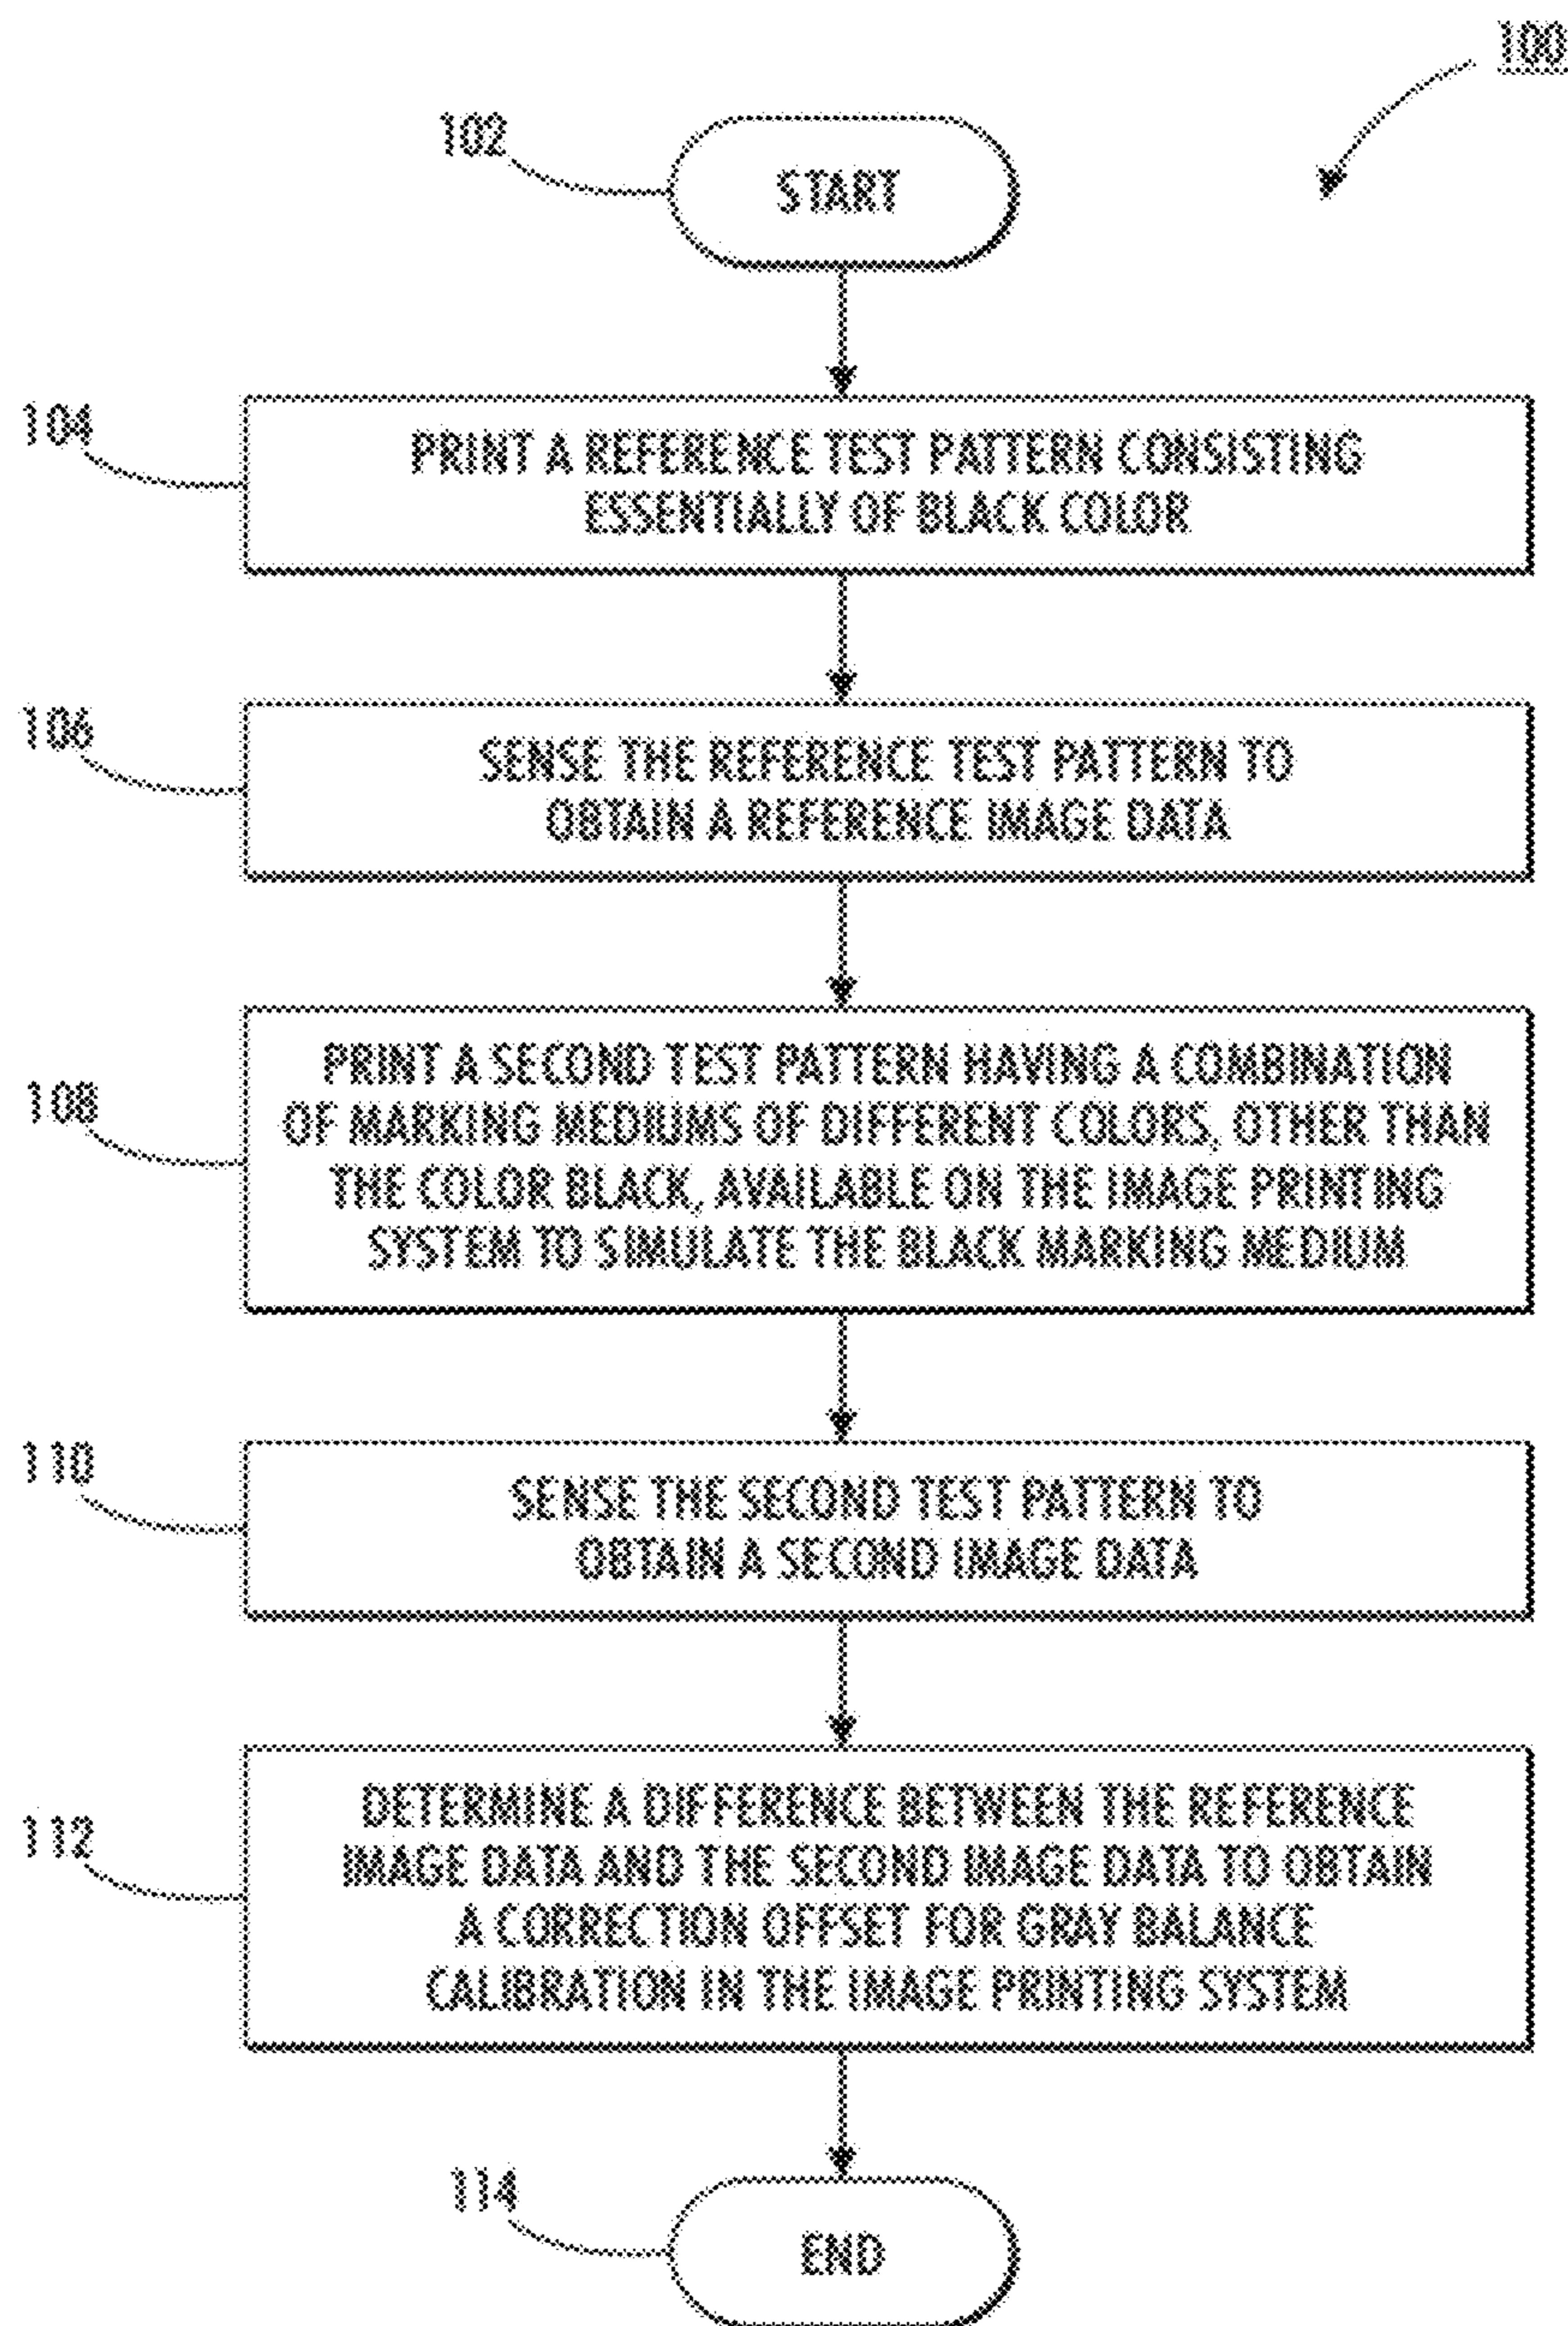 100
102
START
104
PRINT A REFERENCE TEST PATTERN CONSISTING
ESSENTIALLY OF BLACK COLOR
106
SENSE THE REFERENCE TEST PATTERN TO
OBTAIN A REFERENCE IMAGE DATA
108
PRINT A SECOND TEST PATTERN HAVING A COMBINATION
OF MARKING MEDIUMS OF DIFFERENT COLORS, OTHER THAN
THE COLOR BLACK, AVAILABLE ON THE IMAGE PRINTING
SYSTEM TO SIMULATE THE BLACK MARKING MEDIUM
110
SENSE THE SECOND TEST PATTERN TO
OBTAIN A SECOND IMAGE DATA
112
DETERMINE A DIFFERENCE BETWEEN THE REFERENCE
IMAGE DATA AND THE SECOND IMAGE DATA TO OBTAIN
A CORRECTION OFFSET FOR GRAY BALANCE
CALIBRATION IN THE IMAGE PRINTING SYSTEM
114
END